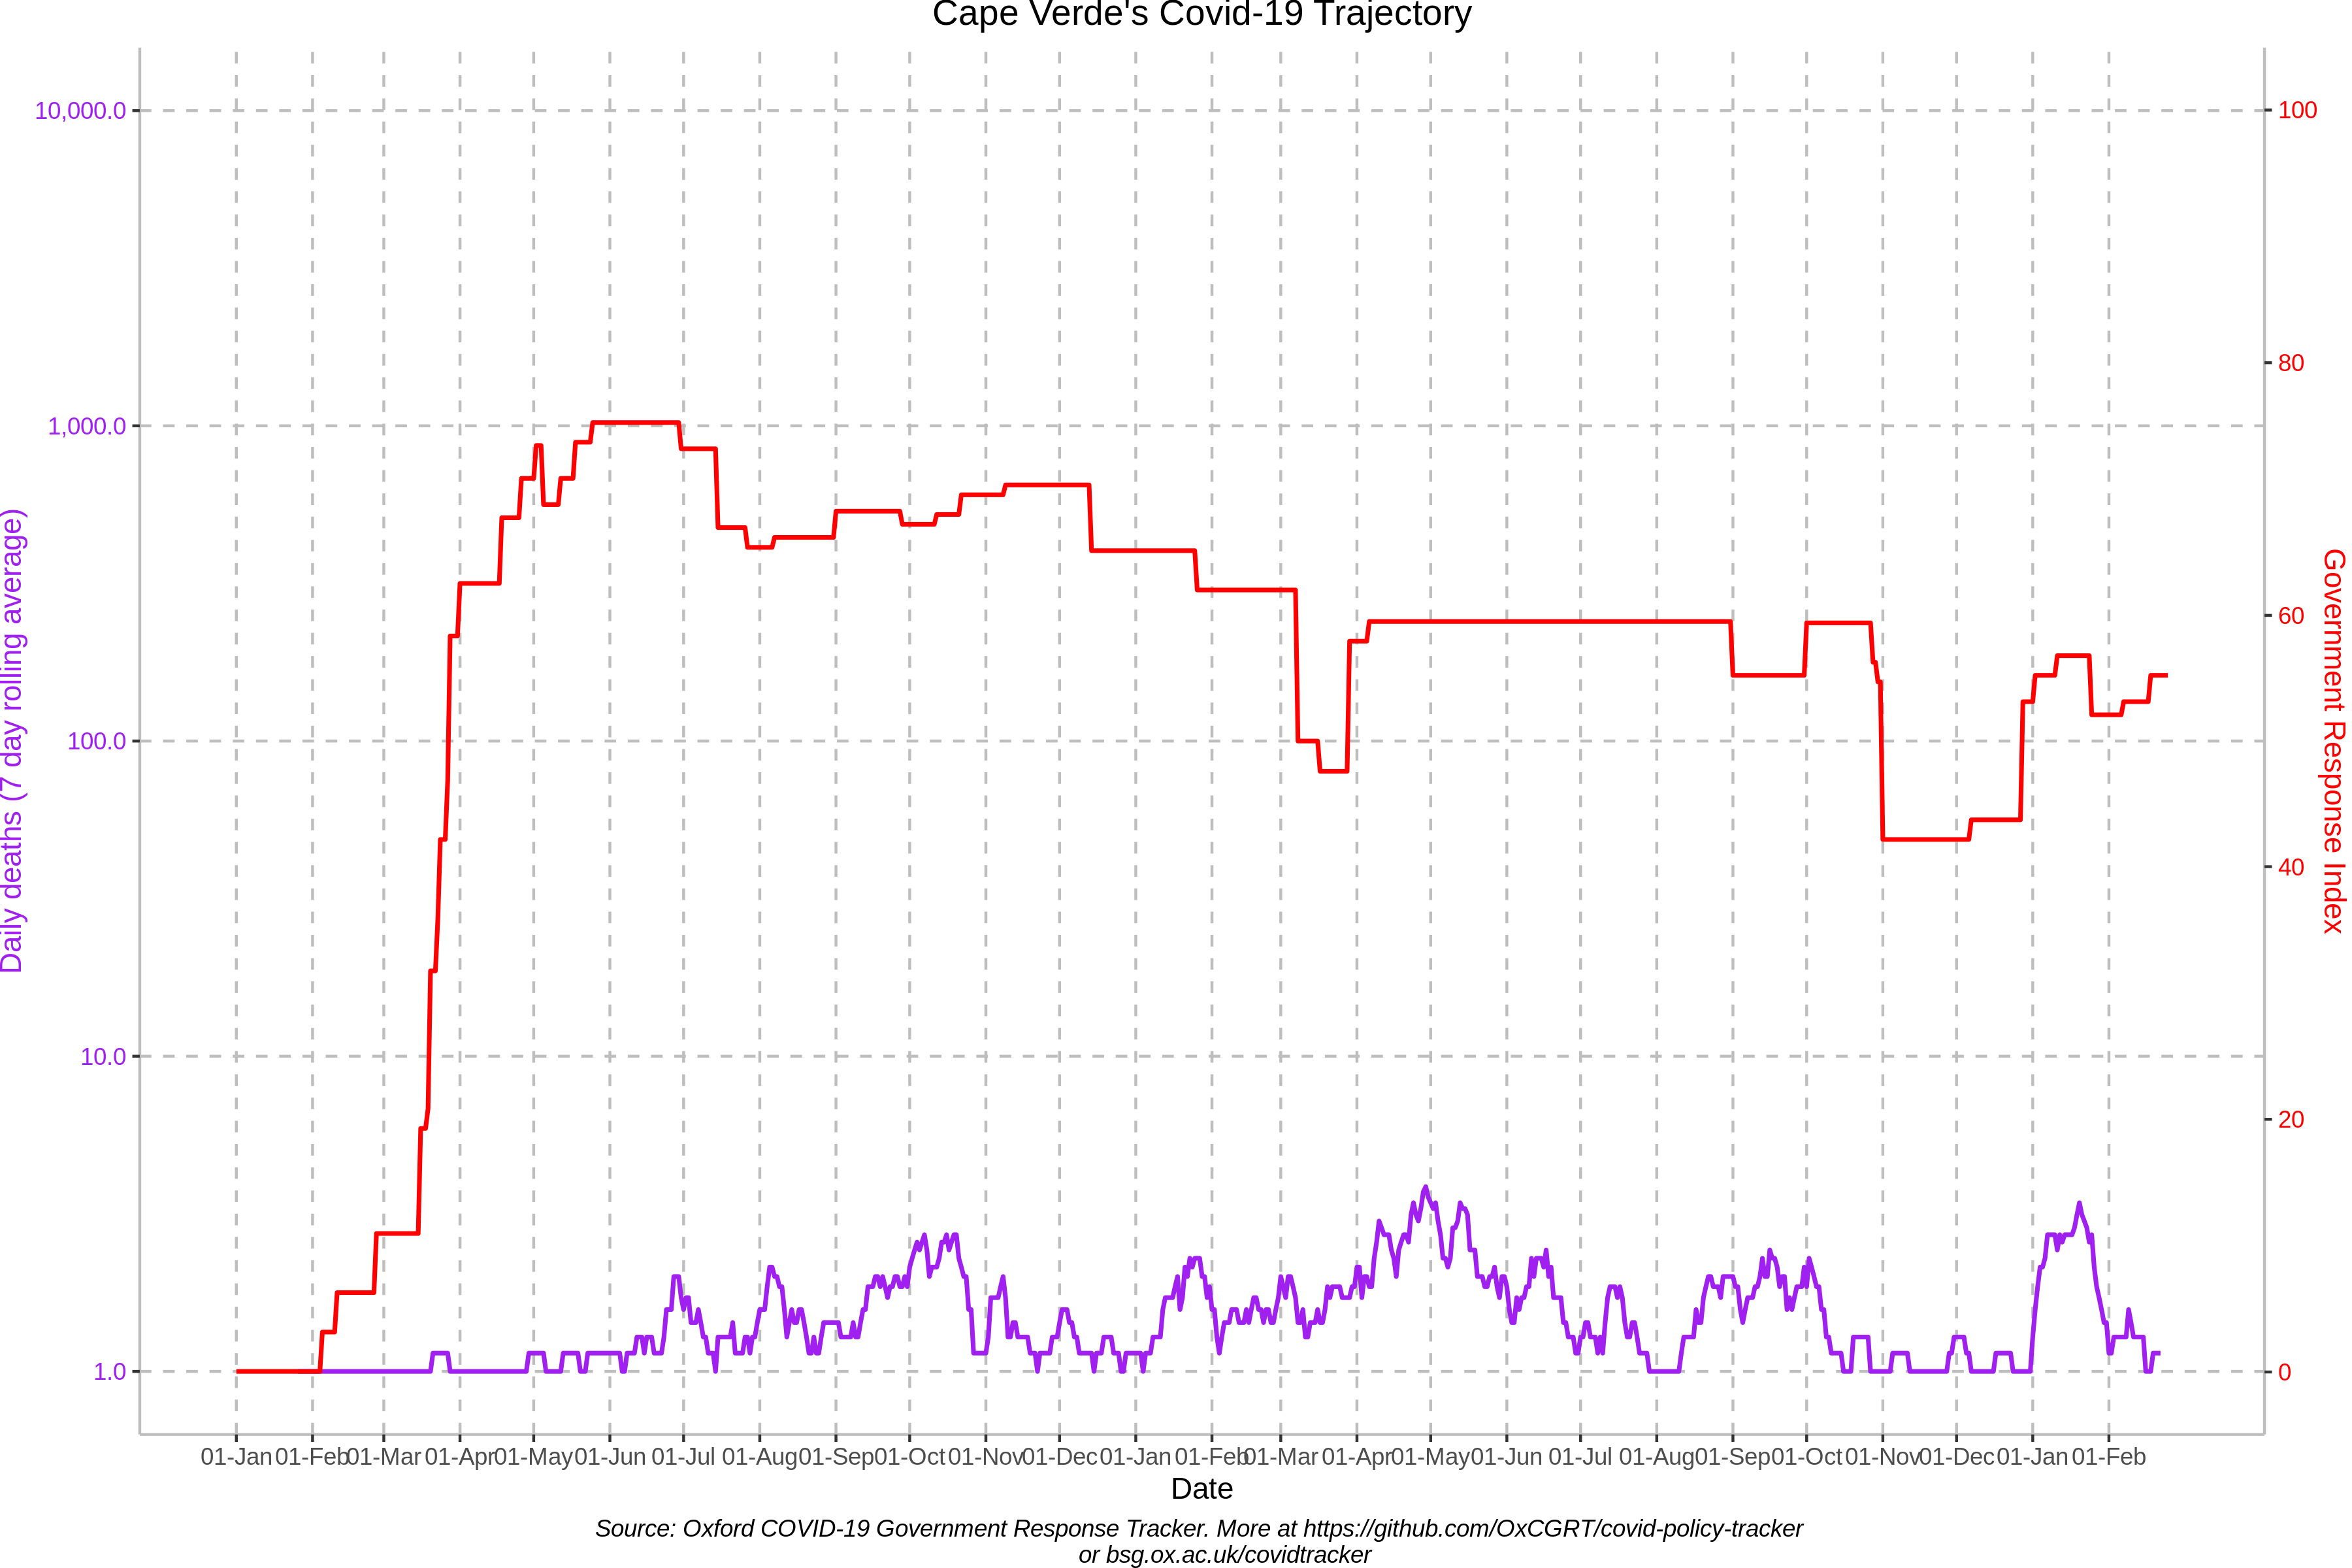 Cape Verde's Covid-19 Trajectory
Daily deaths (7 day rolling average)
10,000.0
1,000.0
100.0
10.0
1.0
100
80
60
40
20
0
Government Response Index
01-Jan 01-Feb 01-Mar 01-Apr 01-May 01-Jun 01-Jul 01-Aug 01-Sep 01-Oct 01-Nov 01-Dec 01-Jan 01-Feb 01-Mar 01-Apr 01-May 01-Jun 01-Jul 01-Aug 01-Sep 01-Oct 01-Nov 01-Dec 01-Jan 01-Feb
Date
Source: Oxford COVID-19 Government Response Tracker. More at https://github.com/OxCGRT/covid-policy-tracker
or bsg.ox.ac.uk/covidtracker